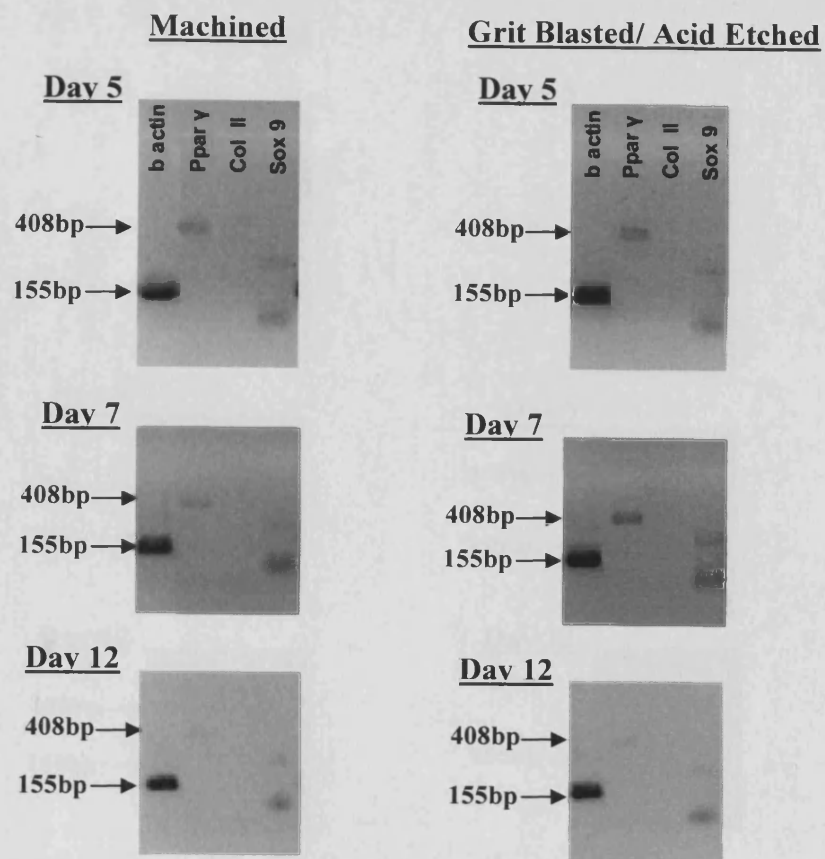 Machined
Grit Blasted/ Acid Etched
Day 5
b actin
Ppar γ
Col II
Sox 9
408bp
155bp
Day 5
b actin
Ppar γ
Col II
Sox 9
408bp
155bp
Day 7
408bp
155bp
Day 7
408bp
155bp
Day 12
408bp
155bp
Day 12
408bp
155bp